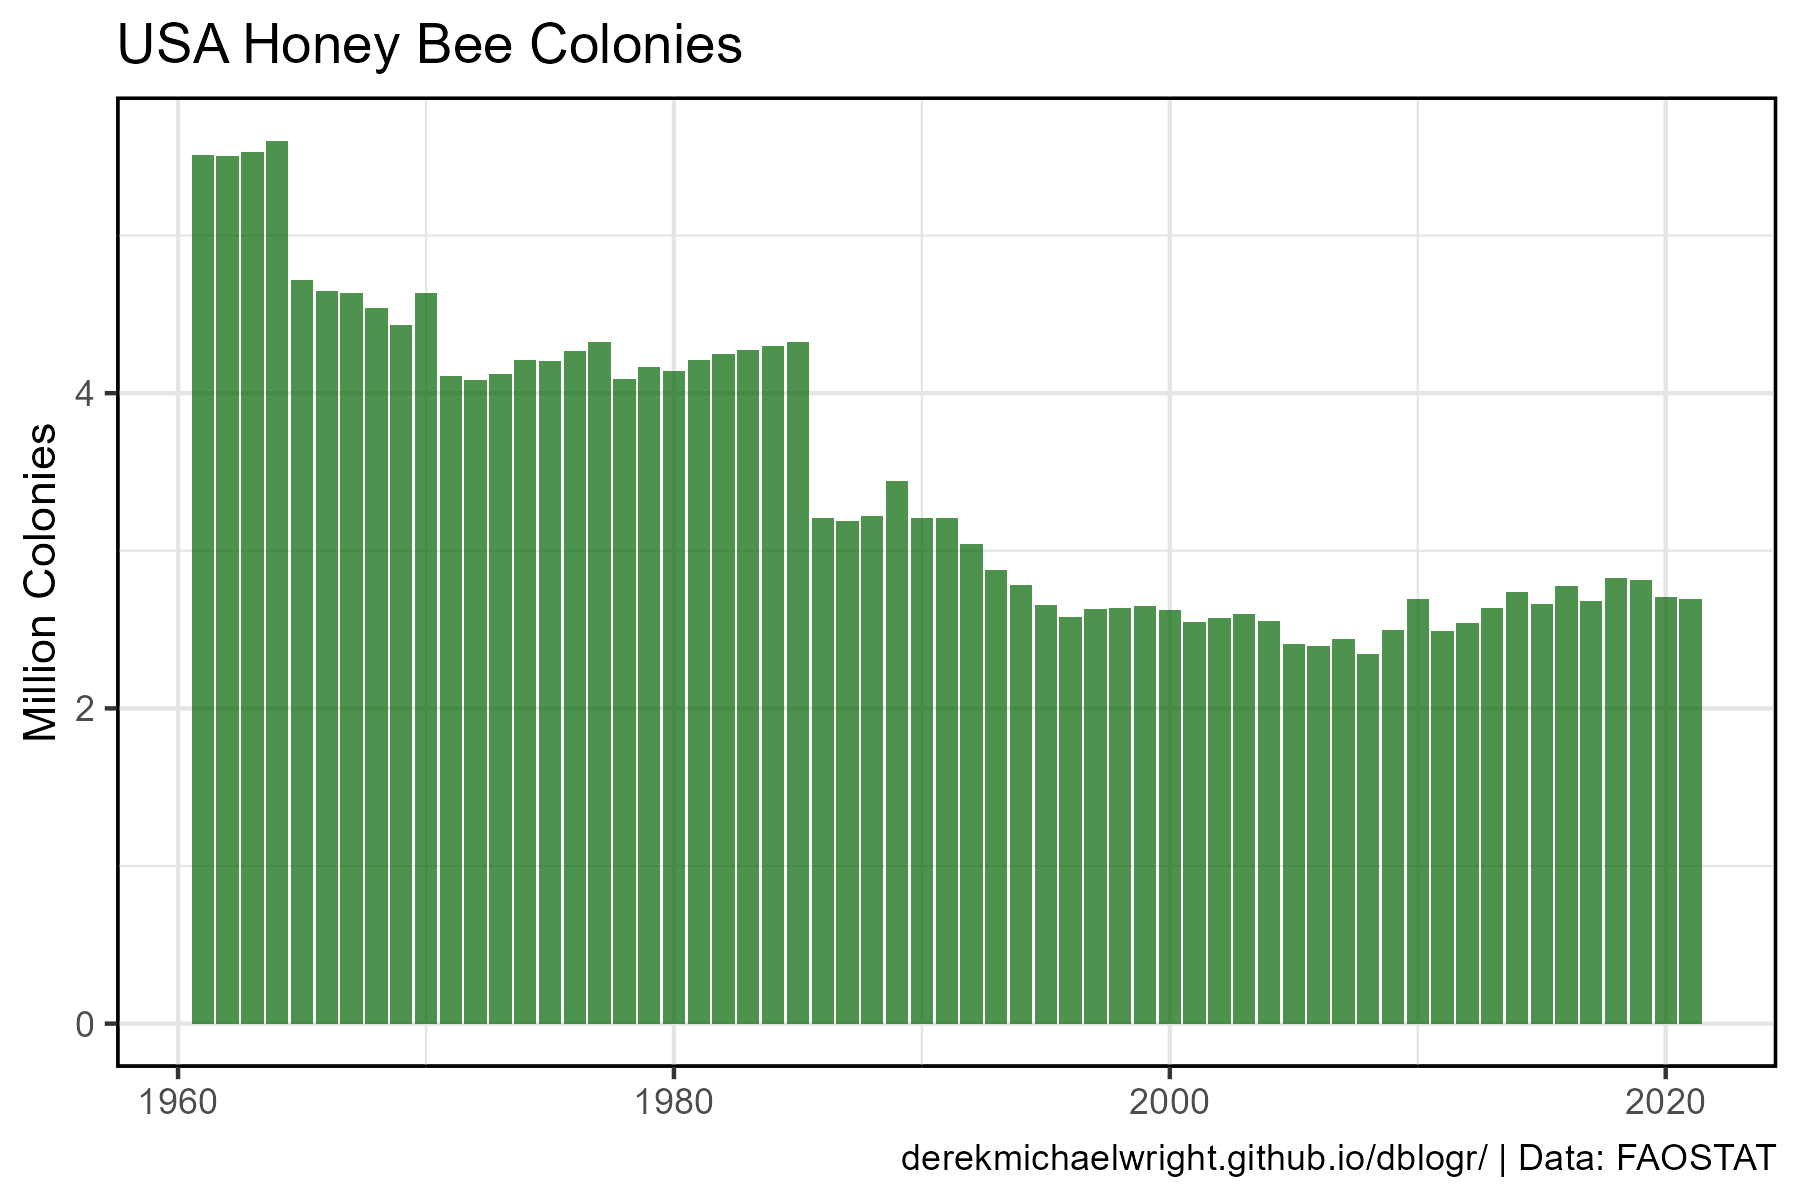 USA Honey Bee Colonies
Million Colonies
4
2
0
1960 1980 2000 2020
derekmichaelwright.github.io/dblogr/ | Data: FAOSTAT